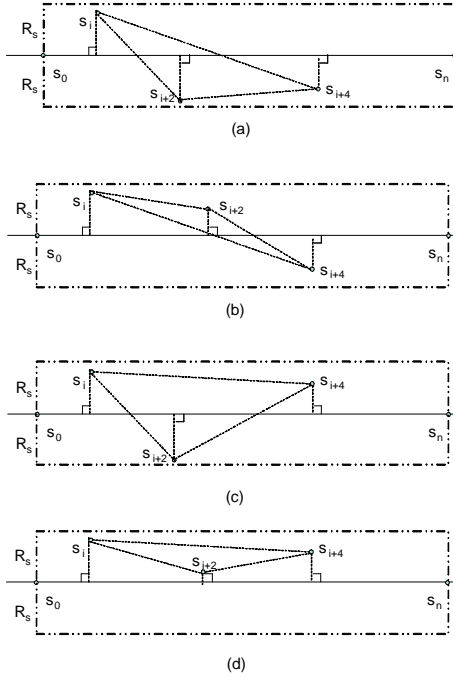 R_s s_i
R_s s_0 s_n
s_{i+2} s_{i+4}
(a)
R_s s_i s_{i+2}
s_0 s_n
R_s s_{i+4}
(b)
R_s s_i s_{i+4}
s_0 s_n
R_s s_{i+2}
(c)
R_s s_i s_{i+2} s_{i+4}
R_s s_0 s_n
(d)